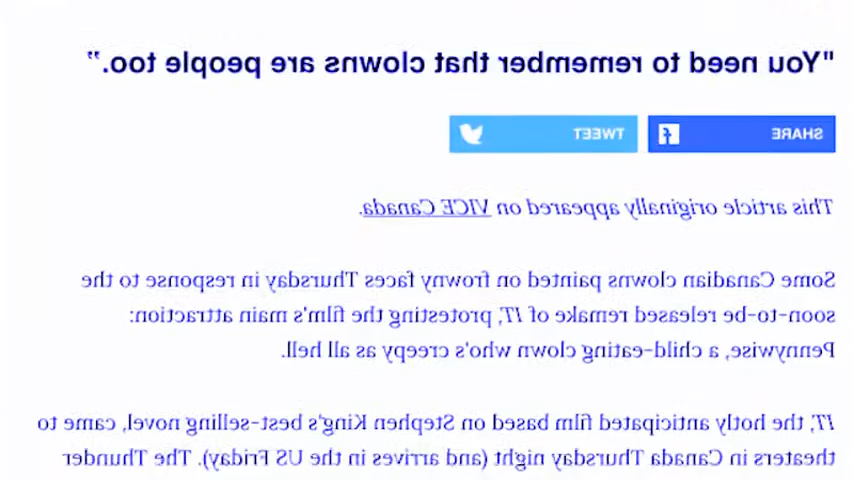 "You need to remember that clowns are people too.”
SHARE
TWEET
This article originally appeared on VICE Canada.
Some Canadian clowns painted on frowny faces Thursday in response to the
soon-to-be released remake of IT, protesting the film's main attraction:
Pennywise, a child-eating clown who's creepy as all hell.
IT, the hotly anticipated film based on Stephen King's best-selling novel, came to
theaters in Canada Thursday night (and arrives in the US Friday). The Thunder